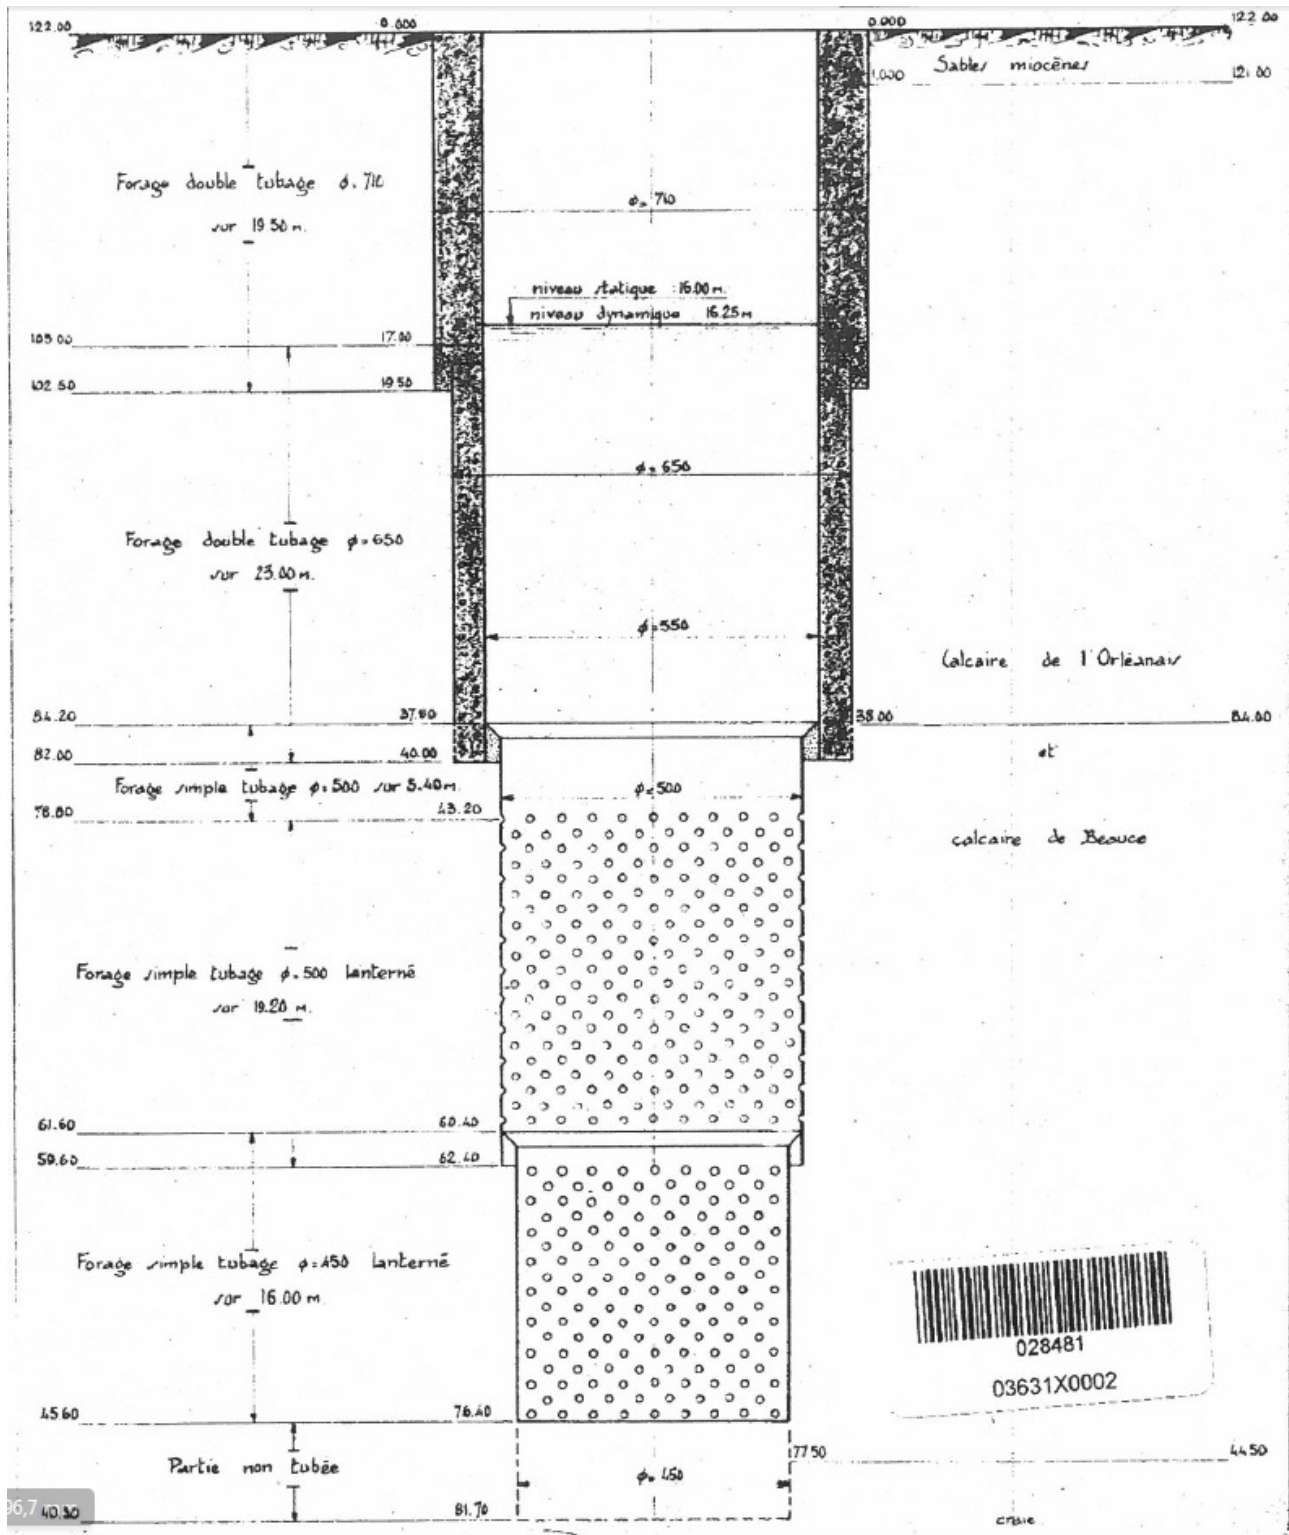 122.00
0.000
0.000
122.00
Sables miocènes
1.000
121.00
Forage double tubage φ. 710
sur 19.50 m.
φ= 710
niveau statique : 16.00 m.
niveau dynamique 16.25 m
105.00
17.00
102.50
19.50
φ= 650
Forage double tubage φ=650
sur 23.00 m.
φ=550
Calcaire de l'Orléanais
84.20
37.80
38.00
84.00
82.00
40.00
et
Forage simple tubage φ=500 sur 5.40 m.
φ=500
78.80
43.20
calcaire de Beauce
Forage simple tubage φ.500 lanterné
sur 19.20 m.
61.60
60.40
59.60
62.40
Forage simple tubage φ=450 lanterné
sur 16.00 m.
028481
03631X0002
45.60
76.40
77.50
44.50
Partie non tubée
φ= 450
96,7
40.30
81.70
craie